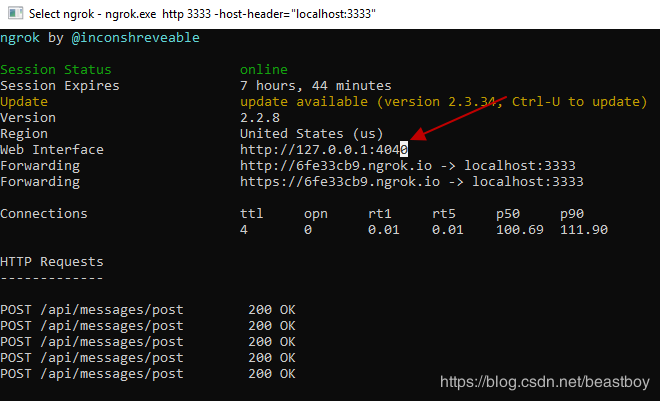 Select ngrok - ngrok.exe  http 3333 -host-header="localhost:3333"
ngrok by @inconshreveable
Session Status online
Session Expires 7 hours, 44 minutes
Update update available (version 2.3.34, Ctrl-U to update)
Version 2.2.8
Region United States (us)
Web Interface http://127.0.0.1:4040
Forwarding http://6fe33cb9.ngrok.io -> localhost:3333
Forwarding https://6fe33cb9.ngrok.io -> localhost:3333
Connections ttl opn rt1 rt5 p50 p90
4 0 0.01 0.01 100.69 111.90
HTTP Requests
-------------
POST /api/messages/post 200 OK
POST /api/messages/post 200 OK
POST /api/messages/post 200 OK
POST /api/messages/post 200 OK
POST /api/messages/post 200 OK
https://blog.csdn.net/beastboy